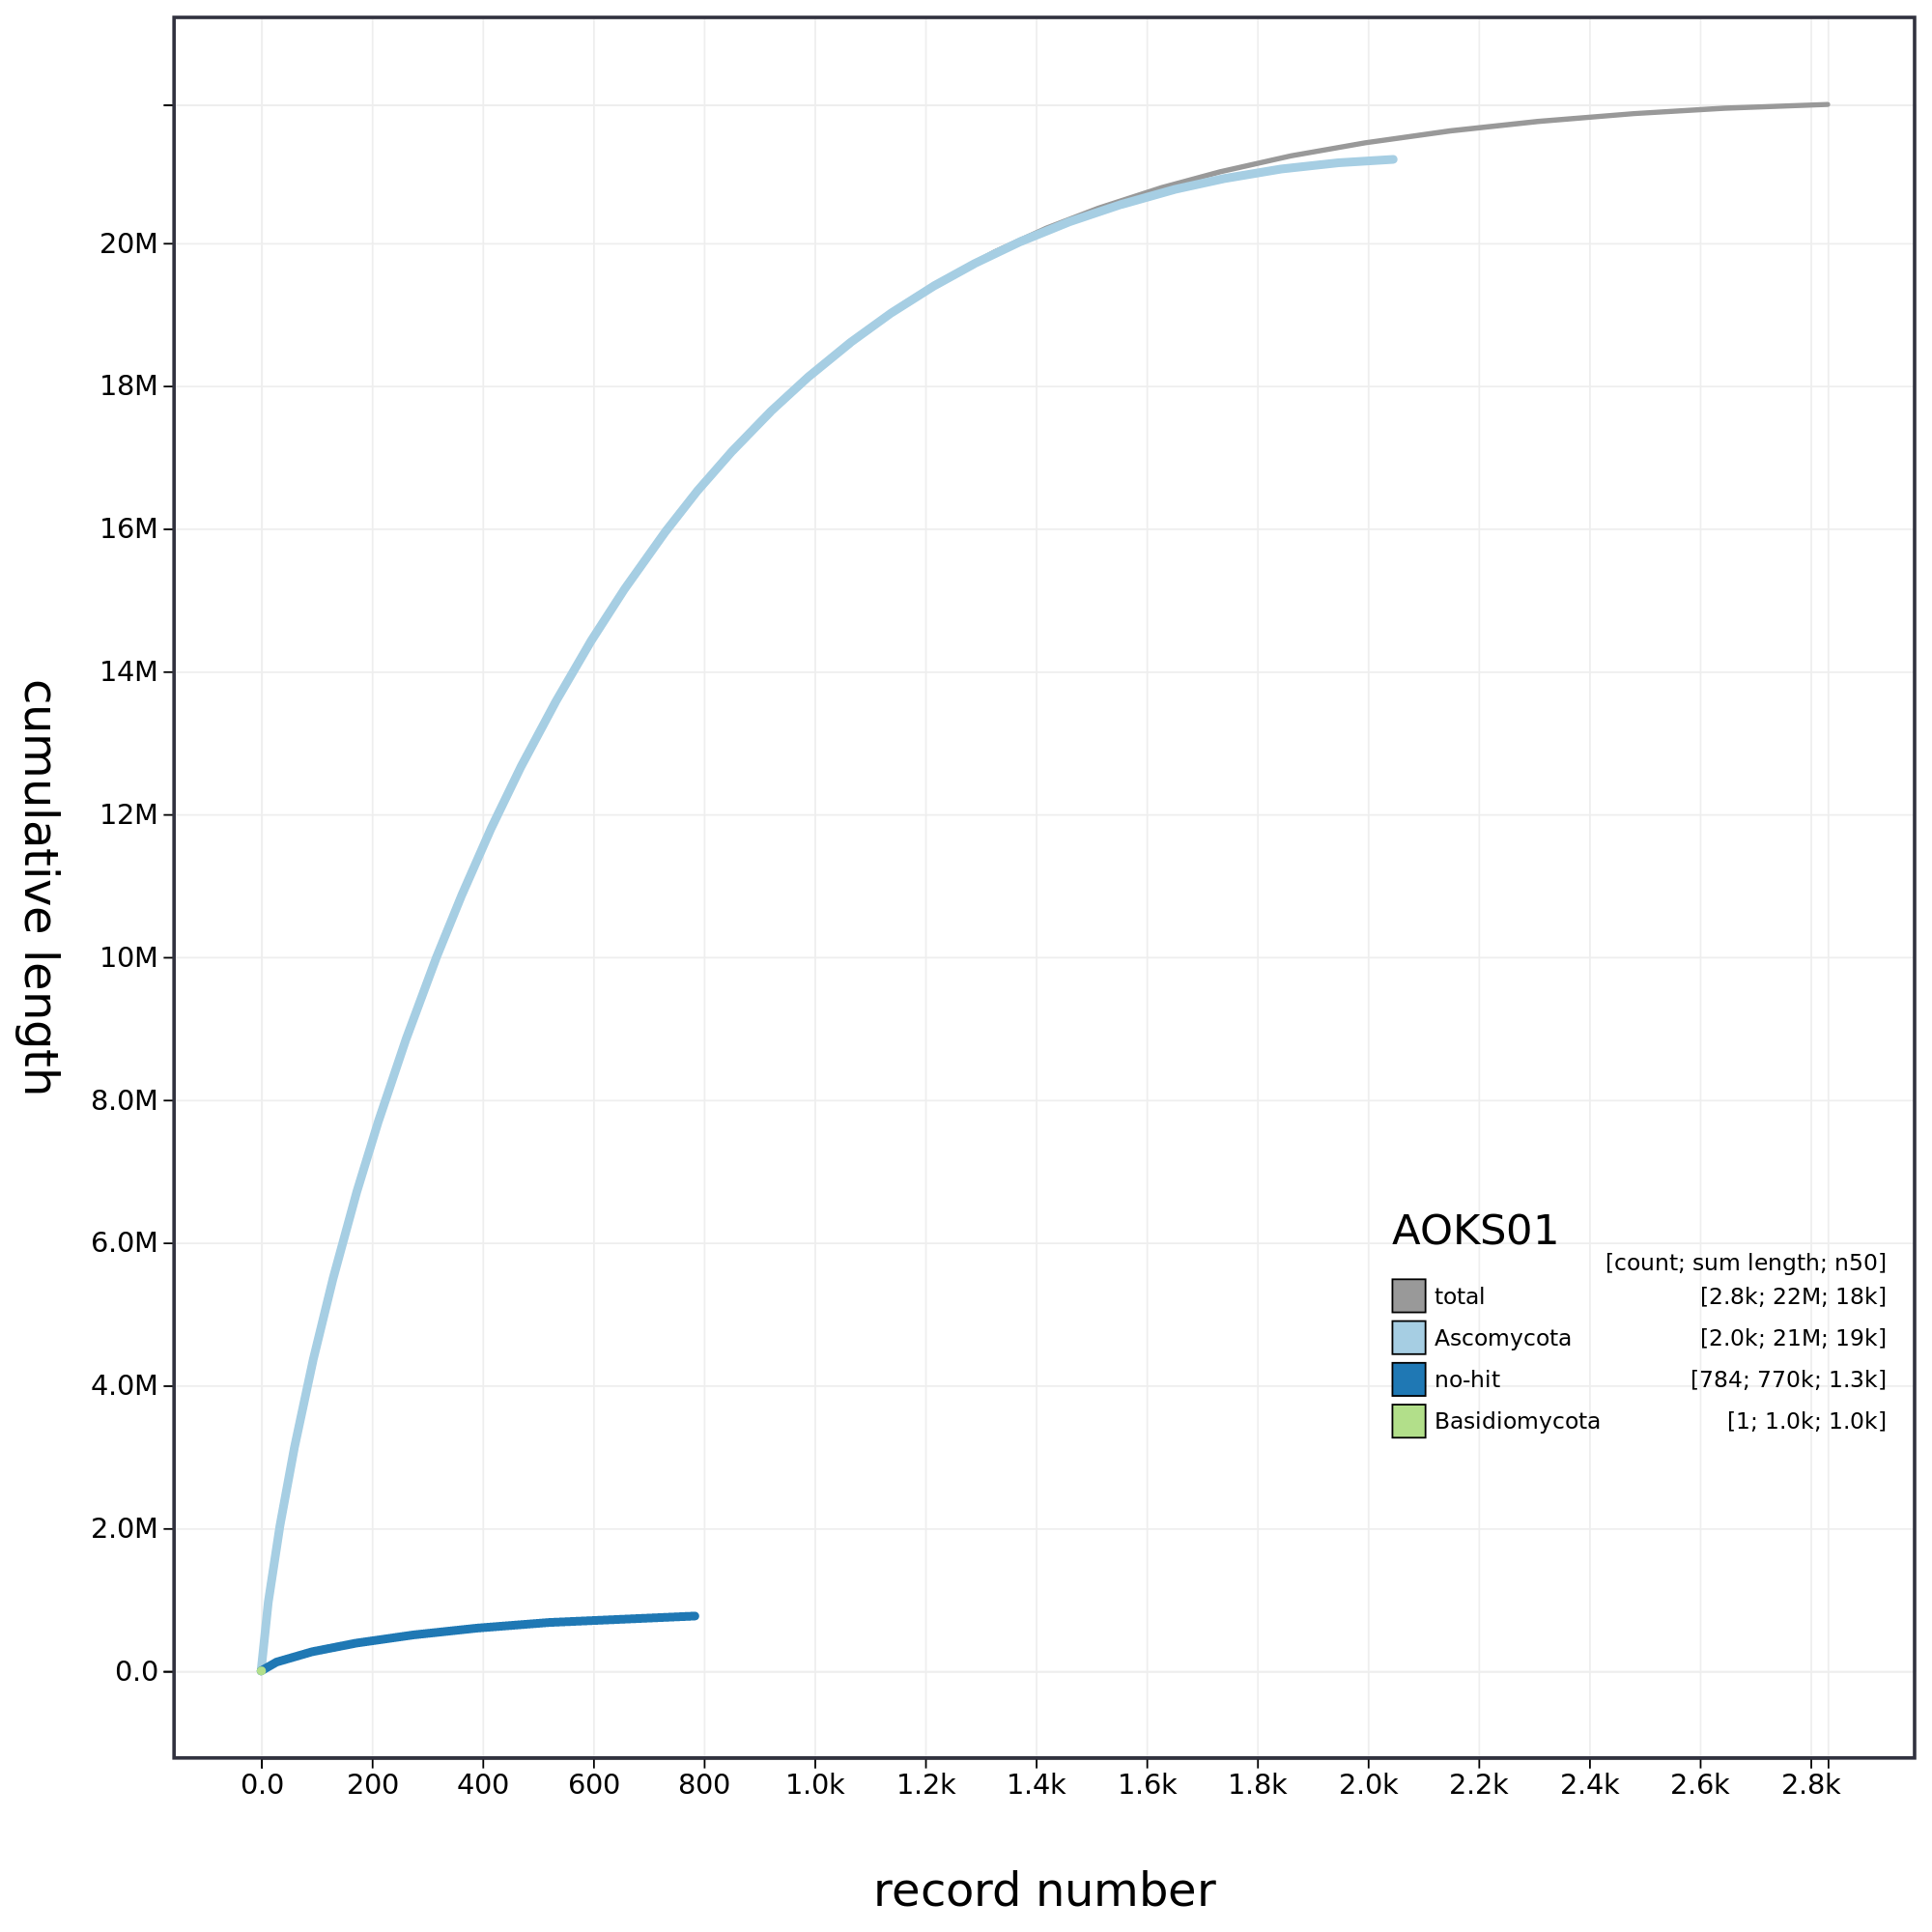 cumulative length
20M
18M
16M
14M
12M
10M
8.0M
6.0M
4.0M
2.0M
0.0
AOKS01
[count; sum length; n50]
total [2.8k; 22M; 18k]
Ascomycota [2.0k; 21M; 19k]
no-hit [784; 770k; 1.3k]
Basidiomycota [1; 1.0k; 1.0k]
0.0 200 400 600 800 1.0k 1.2k 1.4k 1.6k 1.8k 2.0k 2.2k 2.4k 2.6k 2.8k
record number